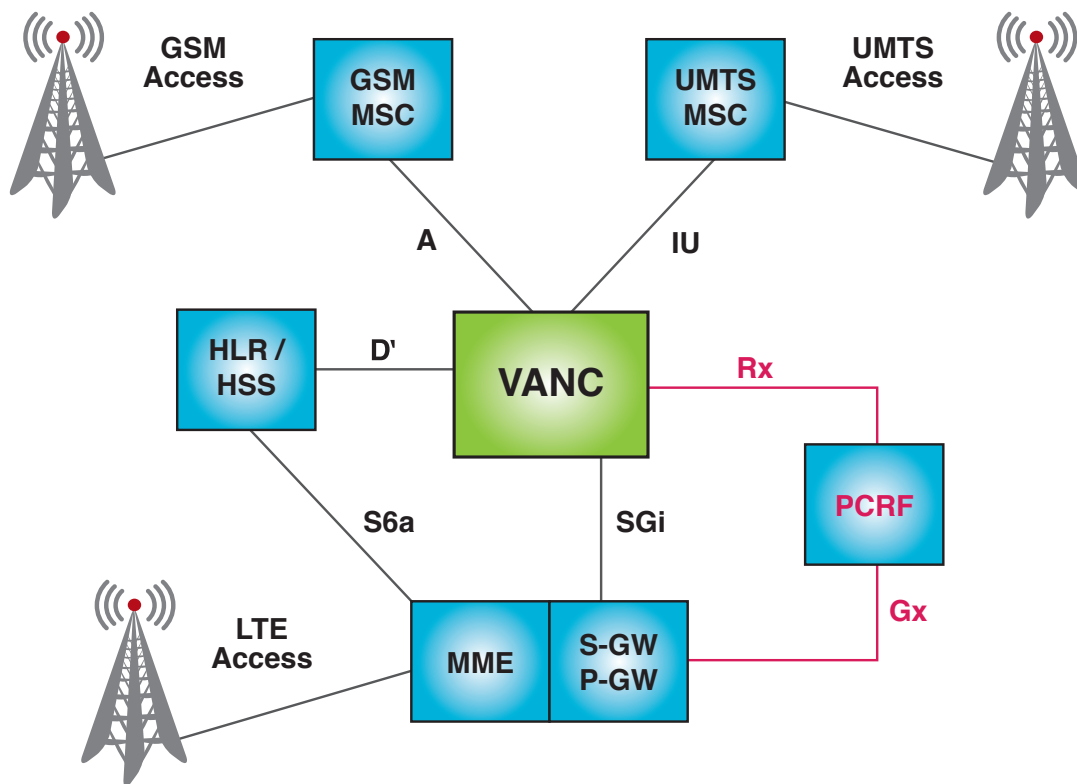 GSM
Access
GSM
MSC
UMTS
MSC
UMTS
Access
A
IU
HLR /
HSS
D'
VANC
Rx
PCRF
S6a
SGi
Gx
LTE
Access
MME
S-GW
P-GW